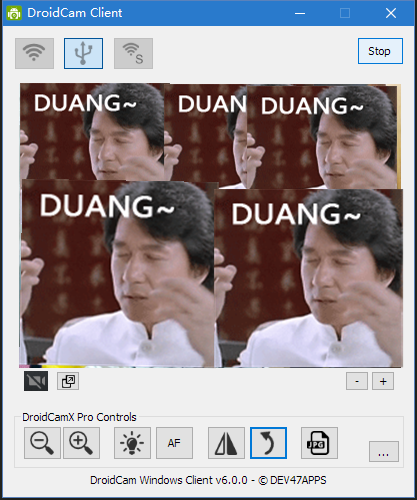 DroidCam Client
S
Stop
DUANG~
DUAN
DUANG~
DUANG~
DUANG~
- +
DroidCamX Pro Controls
AF
JPG
...
DroidCam Windows Client v6.0.0 - © DEV47APPS